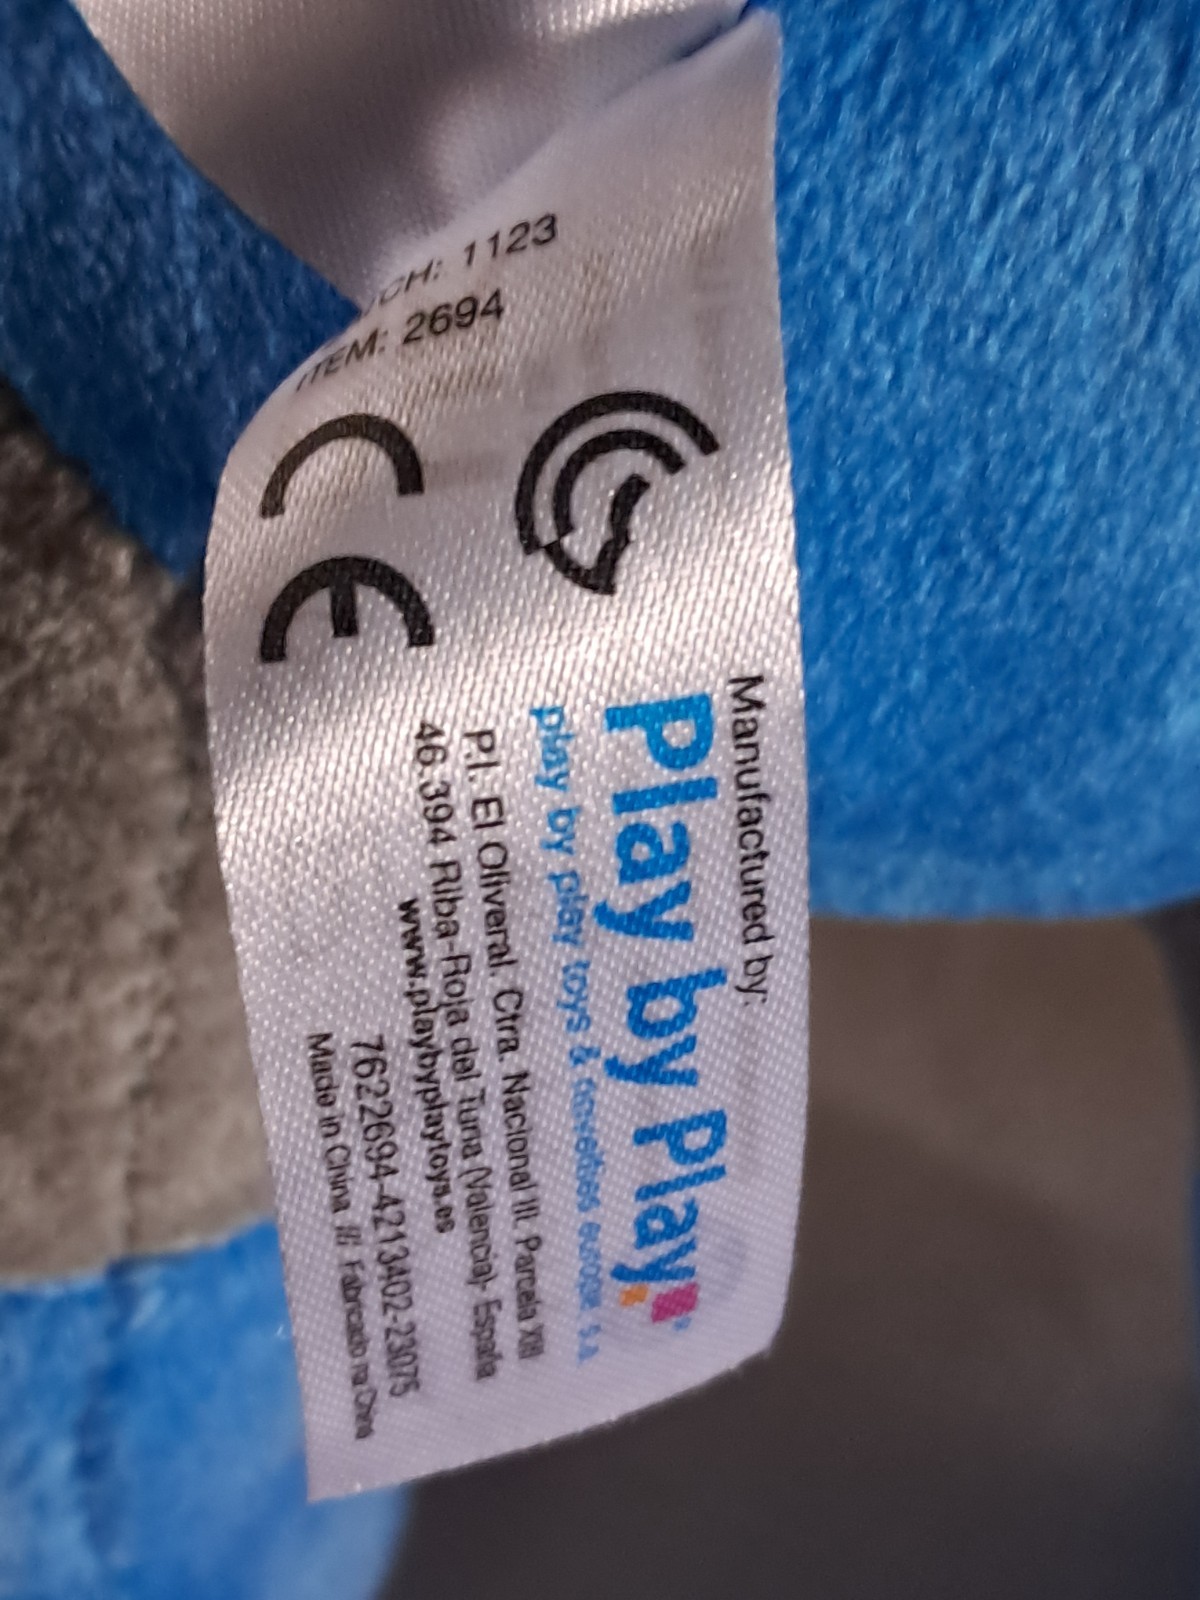 CH: 1123
ITEM: 2694
CE
Manufactured by:
Play by Play
play by play toys & novelties europe s.a.
P.I. El Oliveral. Ctra. Nacional III. Parcela XIII
46.394 Riba-Roja del Turia (Valencia)- España
www.playbyplaytoys.es
7622694-4213402-23075
Made in China /// Fabricado na China